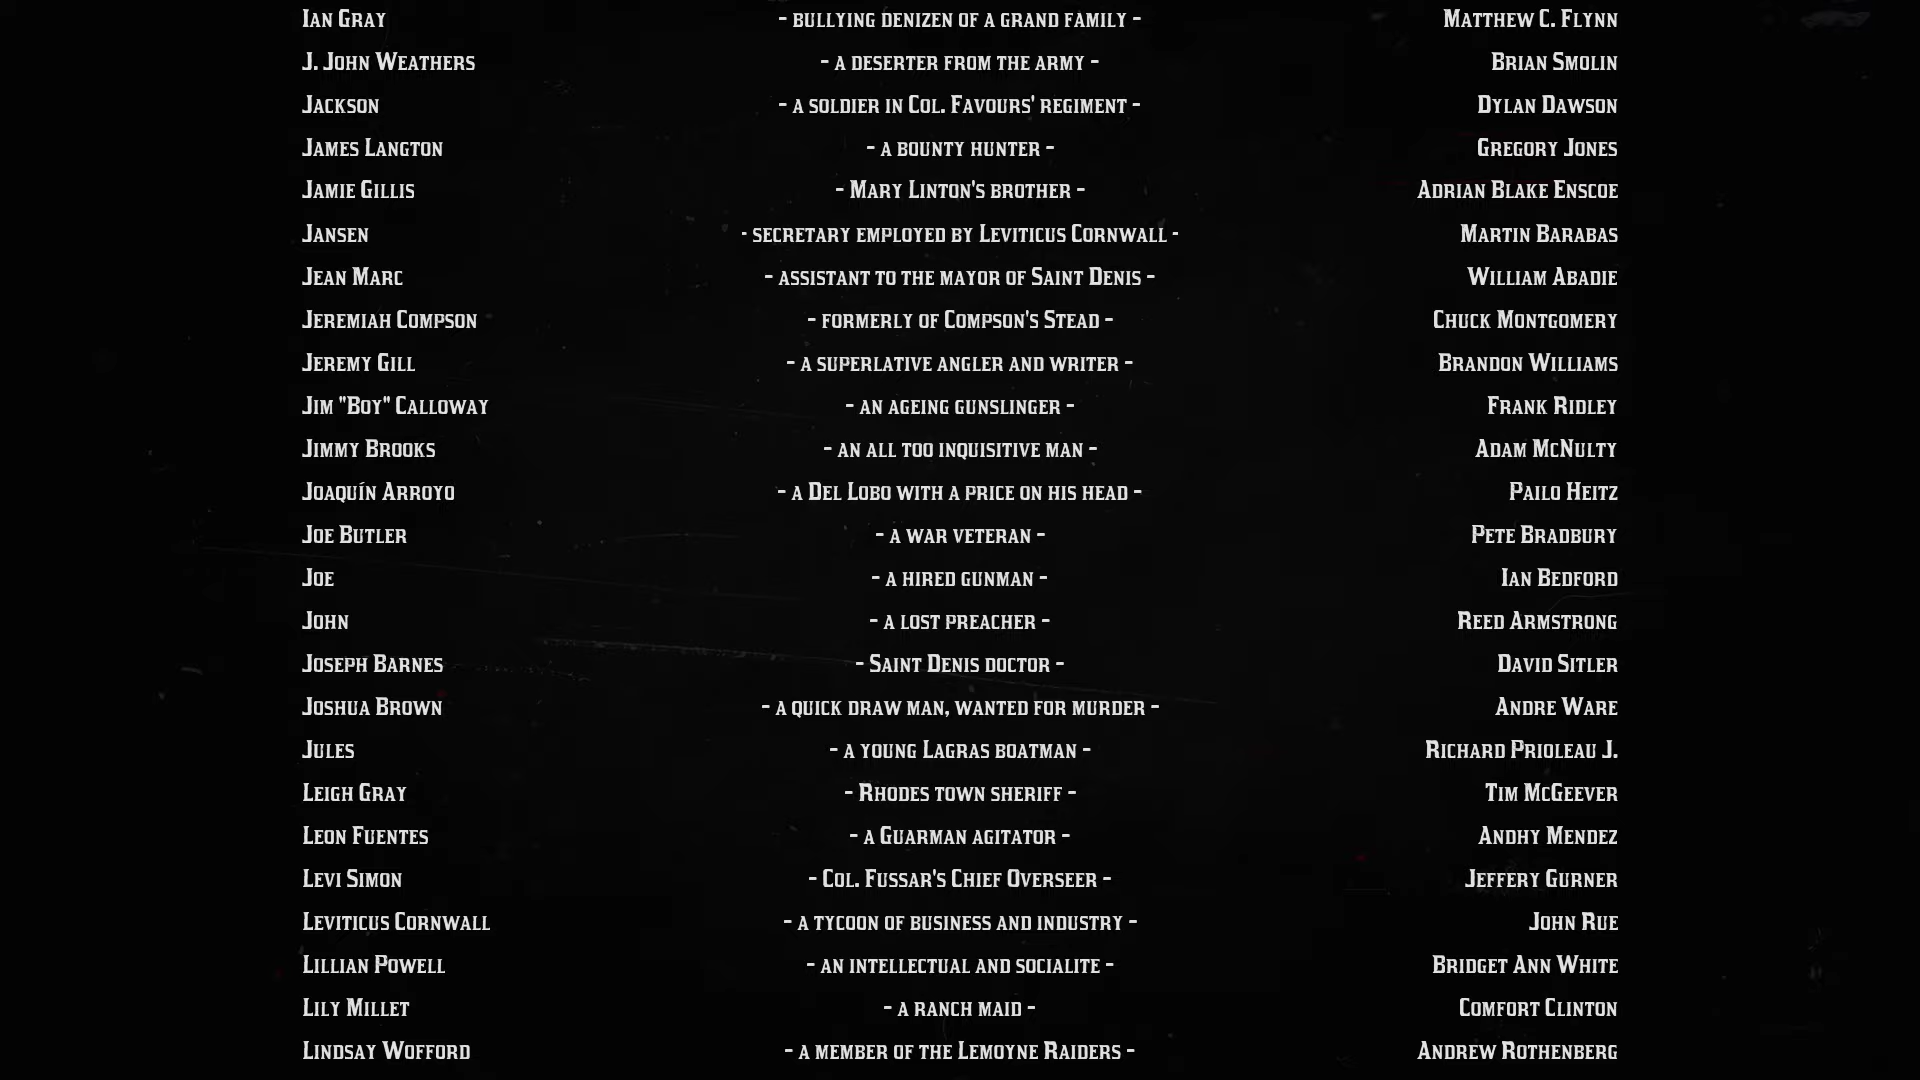 Ian Gray - bullying denizen of a grand family - Matthew C. Flynn
J. John Weathers - a deserter from the army - Brian Smolin
Jackson - a soldier in Col. Favours' regiment - Dylan Dawson
James Langton - a bounty hunter - Gregory Jones
Jamie Gillis - Mary Linton's brother - Adrian Blake Enscoe
Jansen - secretary employed by Leviticus Cornwall - Martin Barabas
Jean Marc - assistant to the mayor of Saint Denis - William Abadie
Jeremiah Compson - formerly of Compson's Stead - Chuck Montgomery
Jeremy Gill - a superlative angler and writer - Brandon Williams
Jim "Boy" Calloway - an ageing gunslinger - Frank Ridley
Jimmy Brooks - an all too inquisitive man - Adam McNulty
Joaquín Arroyo - a Del Lobo with a price on his head - Pailo Heitz
Joe Butler - a war veteran - Pete Bradbury
Joe - a hired gunman - Ian Bedford
John - a lost preacher - Reed Armstrong
Joseph Barnes - Saint Denis doctor - David Sitler
Joshua Brown - a quick draw man, wanted for murder - Andre Ware
Jules - a young Lagras boatman - Richard Prioleau J.
Leigh Gray - Rhodes town sheriff - Tim McGeever
Leon Fuentes - a Guarman agitator - Andhy Mendez
Levi Simon - Col. Fussar's Chief Overseer - Jeffery Gurner
Leviticus Cornwall - a tycoon of business and industry - John Rue
Lillian Powell - an intellectual and socialite - Bridget Ann White
Lily Millet - a ranch maid - Comfort Clinton
Lindsay Wofford - a member of the Lemoyne Raiders - Andrew Rothenberg